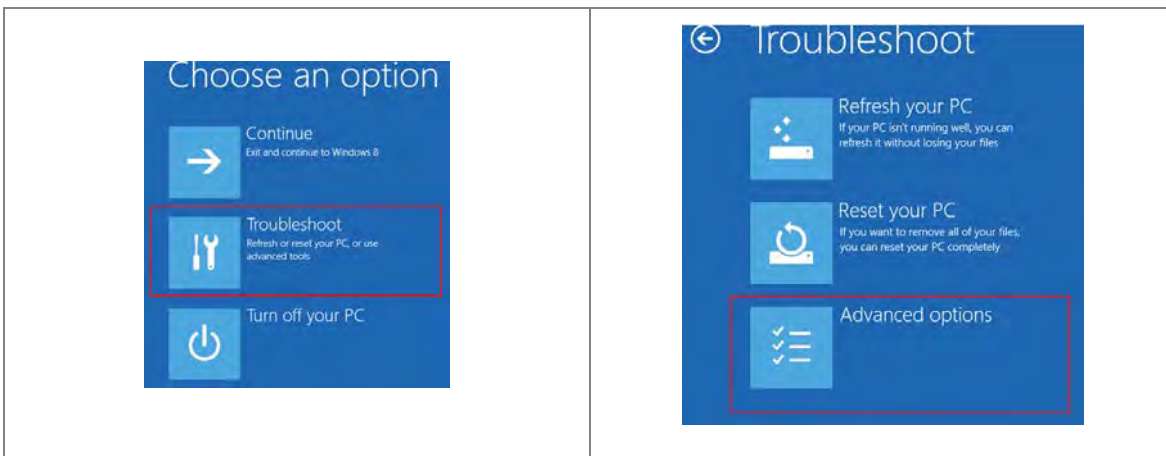 Choose an option
Continue
Exit and continue to Windows 8
Troubleshoot
Refresh or reset your PC, or use
advanced tools
Turn off your PC
Troubleshoot
Refresh your PC
If your PC isn't running well, you can
refresh it without losing your files
Reset your PC
If you want to remove all of your files,
you can reset your PC completely
Advanced options